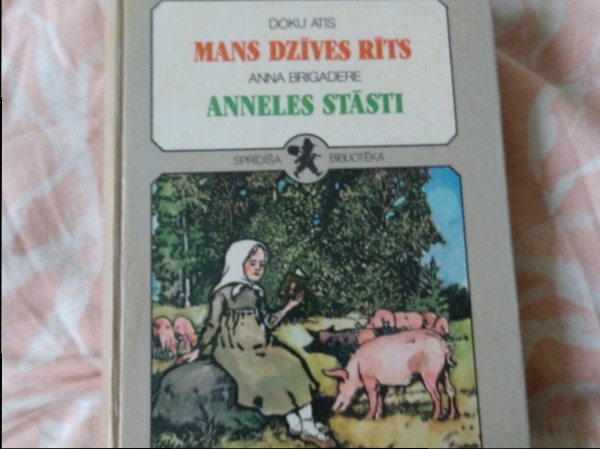 DOKU ATIS
MANS DZĪVES RĪTS
ANNA BRIGADERE
ANNELES STĀSTI
SPRĪDĪŠA BIBLIOTĒKA